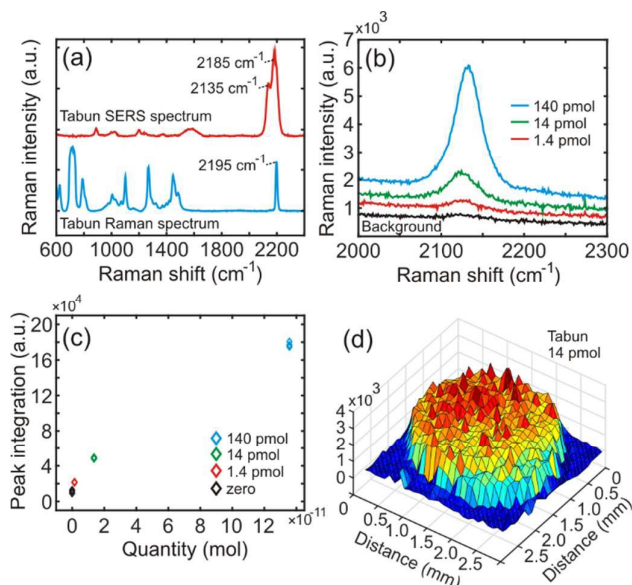 (a)
2185 cm⁻¹
2135 cm⁻¹
Tabun SERS spectrum
2195 cm⁻¹
Tabun Raman spectrum
Raman intensity (a.u.)
600 1000 1400 1800 2200
Raman shift (cm⁻¹)
×10³
(b)
7
6
5
4
3
2
1
140 pmol
14 pmol
1.4 pmol
Background
Raman intensity (a.u.)
2000 2100 2200 2300
Raman shift (cm⁻¹)
×10⁴
(c)
20
16
12
8
4
0
140 pmol
14 pmol
1.4 pmol
zero
Peak integration (a.u.)
0 2 4 6 8 10 12 14
×10⁻¹¹
Quantity (mol)
(d)
Tabun
14 pmol
×10³
4
3
2
1
0
0
0.5
1.0
1.5
2.0
2.5
Distance (mm)
0
0.5
1.0
1.5
2.0
2.5
Distance (mm)